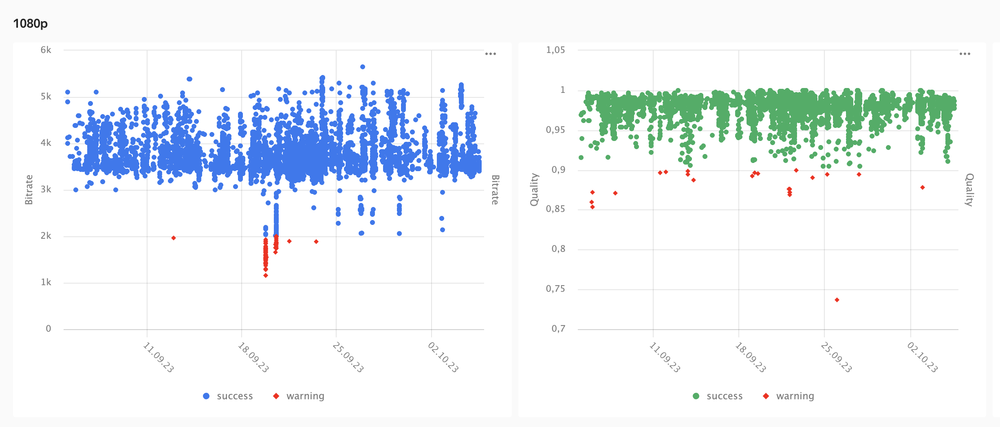 1080p
6k
5k
4k
3k
2k
1k
0
Bitrate
Bitrate
11.09.23
18.09.23
25.09.23
02.10.23
success
warning
1,05
1
0,95
0,9
0,85
0,8
0,75
0,7
Quality
Quality
11.09.23
18.09.23
25.09.23
02.10.23
success
warning